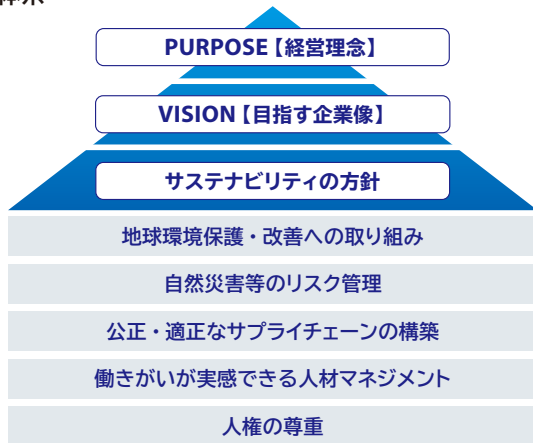 PURPOSE【経営理念】
VISION【目指す企業像】
サステナビリティの方針
地球環境保護・改善への取り組み
自然災害等のリスク管理
公正・適正なサプライチェーンの構築
働きがいが実感できる人材マネジメント
人権の尊重